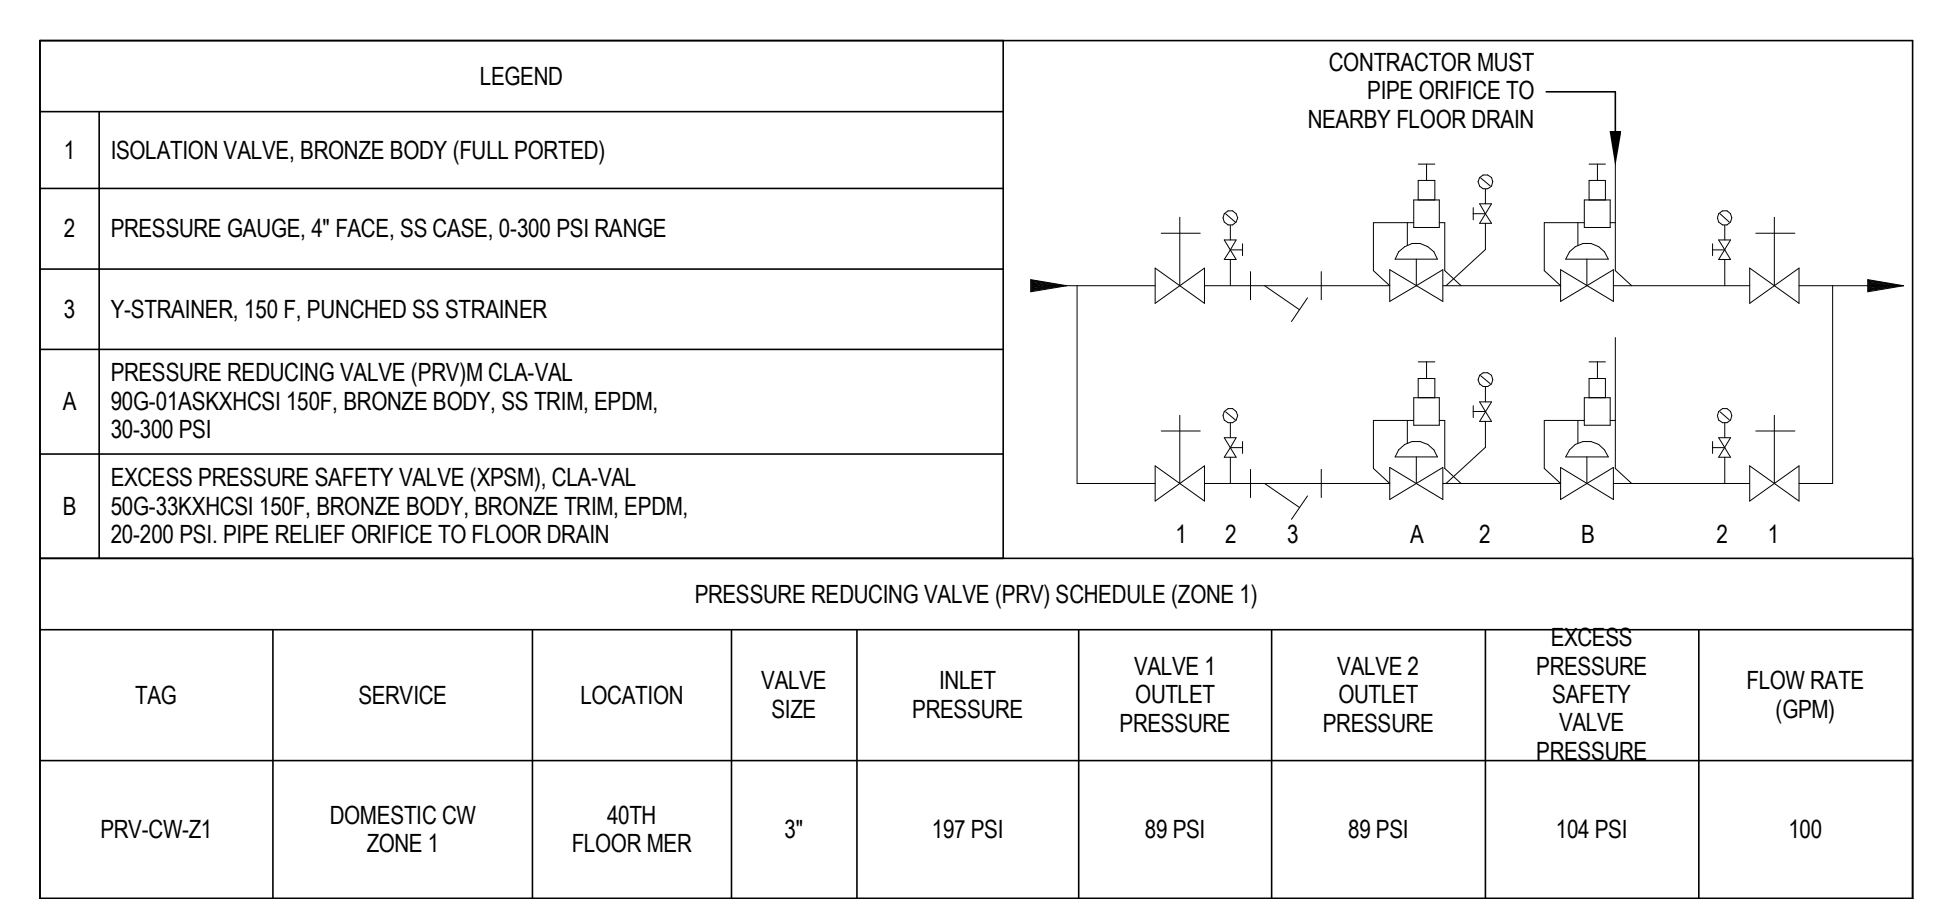 LEGEND
1
ISOLATION VALVE, BRONZE BODY (FULL PORTED)
2
PRESSURE GAUGE, 4" FACE, SS CASE, 0-300 PSI RANGE
3
Y-STRAINER, 150 F, PUNCHED SS STRAINER
A
PRESSURE REDUCING VALVE (PRV)M CLA-VAL
90G-01ASKXHCSI 150F, BRONZE BODY, SS TRIM, EPDM,
30-300 PSI
B
EXCESS PRESSURE SAFETY VALVE (XPSM), CLA-VAL
50G-33KXHCSI 150F, BRONZE BODY, BRONZE TRIM, EPDM,
20-200 PSI. PIPE RELIEF ORIFICE TO FLOOR DRAIN
CONTRACTOR MUST
PIPE ORIFICE TO
NEARBY FLOOR DRAIN
1 2 3 A 2 B 2 1
PRESSURE REDUCING VALVE (PRV) SCHEDULE (ZONE 1)
TAG
SERVICE
LOCATION
VALVE
SIZE
INLET
PRESSURE
VALVE 1
OUTLET
PRESSURE
VALVE 2
OUTLET
PRESSURE
EXCESS
PRESSURE
SAFETY
VALVE
PRESSURE
FLOW RATE
(GPM)
PRV-CW-Z1
DOMESTIC CW
ZONE 1
40TH
FLOOR MER
3"
197 PSI
89 PSI
89 PSI
104 PSI
100